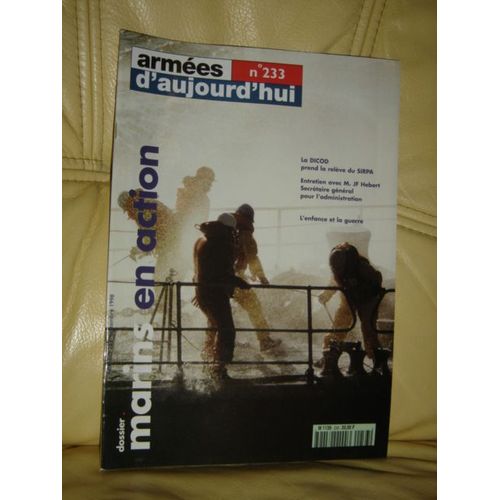 armées
n°233
d'aujourd'hui
La DICOD
prend la relève du SIRPA
Entretien avec M. JF Hebert
Secrétaire général
pour l'administration
L'enfance et la guerre
dossier.
marins en action
1998